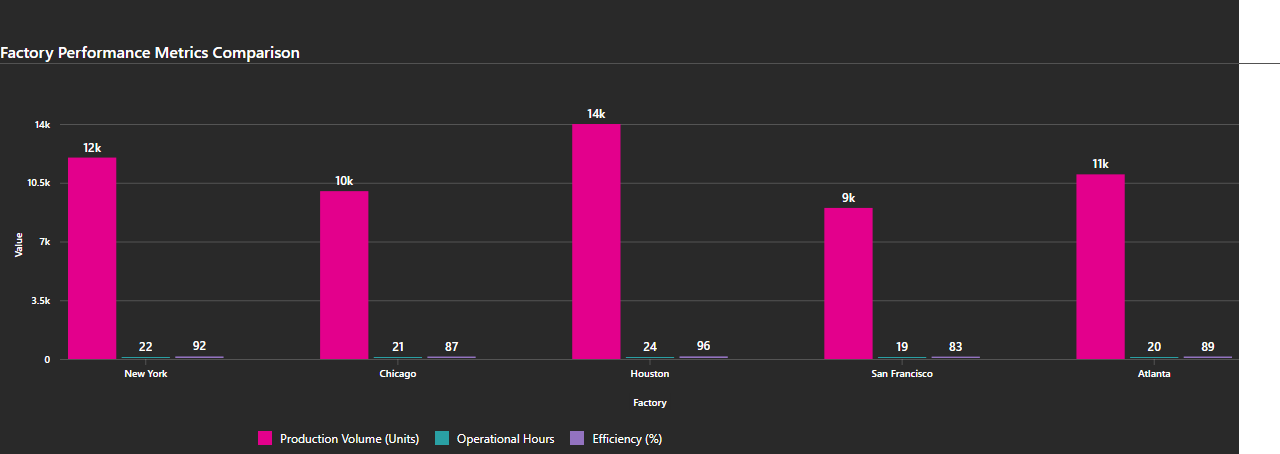 Factory Performance Metrics Comparison
14k
10.5k
7k
3.5k
0
Value
12k
22
92
10k
21
87
14k
24
96
9k
19
83
11k
20
89
New York
Chicago
Houston
San Francisco
Atlanta
Factory
Production Volume (Units)
Operational Hours
Efficiency (%)